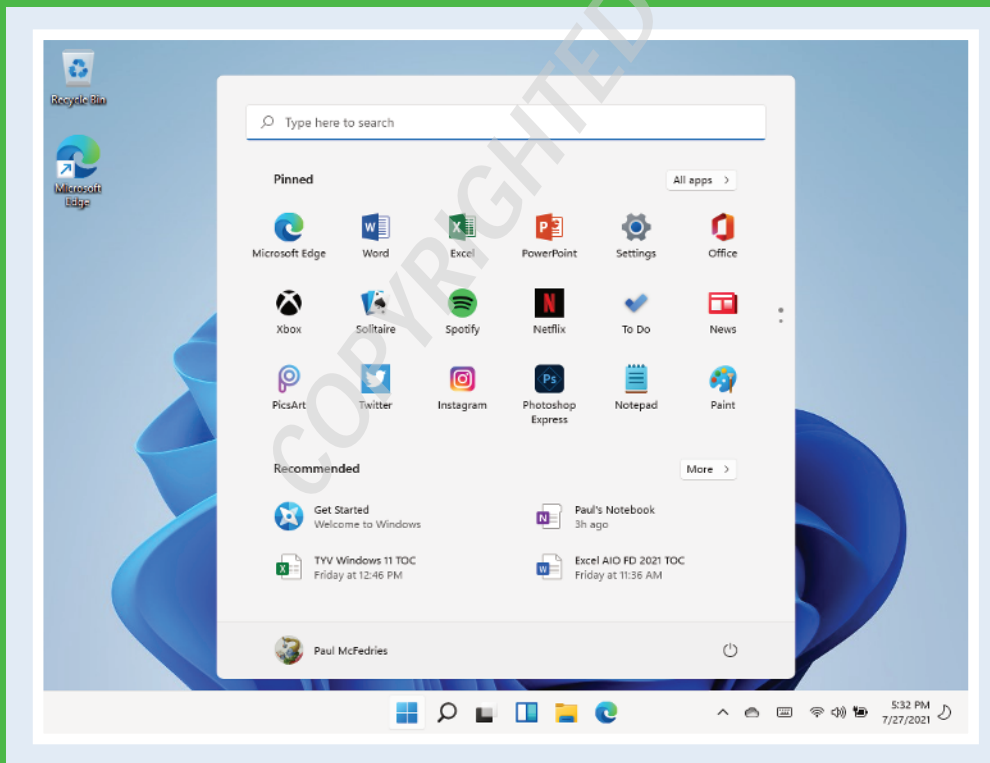 Recycle Bin
Microsoft
Edge
Type here to search
Pinned
All apps >
Microsoft Edge Word Excel PowerPoint Settings Office
Xbox Solitaire Spotify Netflix To Do News
PicsArt Twitter Instagram Photoshop Notepad Paint
Express
Recommended
More >
Get Started
Welcome to Windows
Paul's Notebook
3h ago
TYV Windows 11 TOC
Friday at 12:46 PM
Excel AIO FD 2021 TOC
Friday at 11:36 AM
Paul McFedries
5:32 PM
7/27/2021
COPYRIGHTED